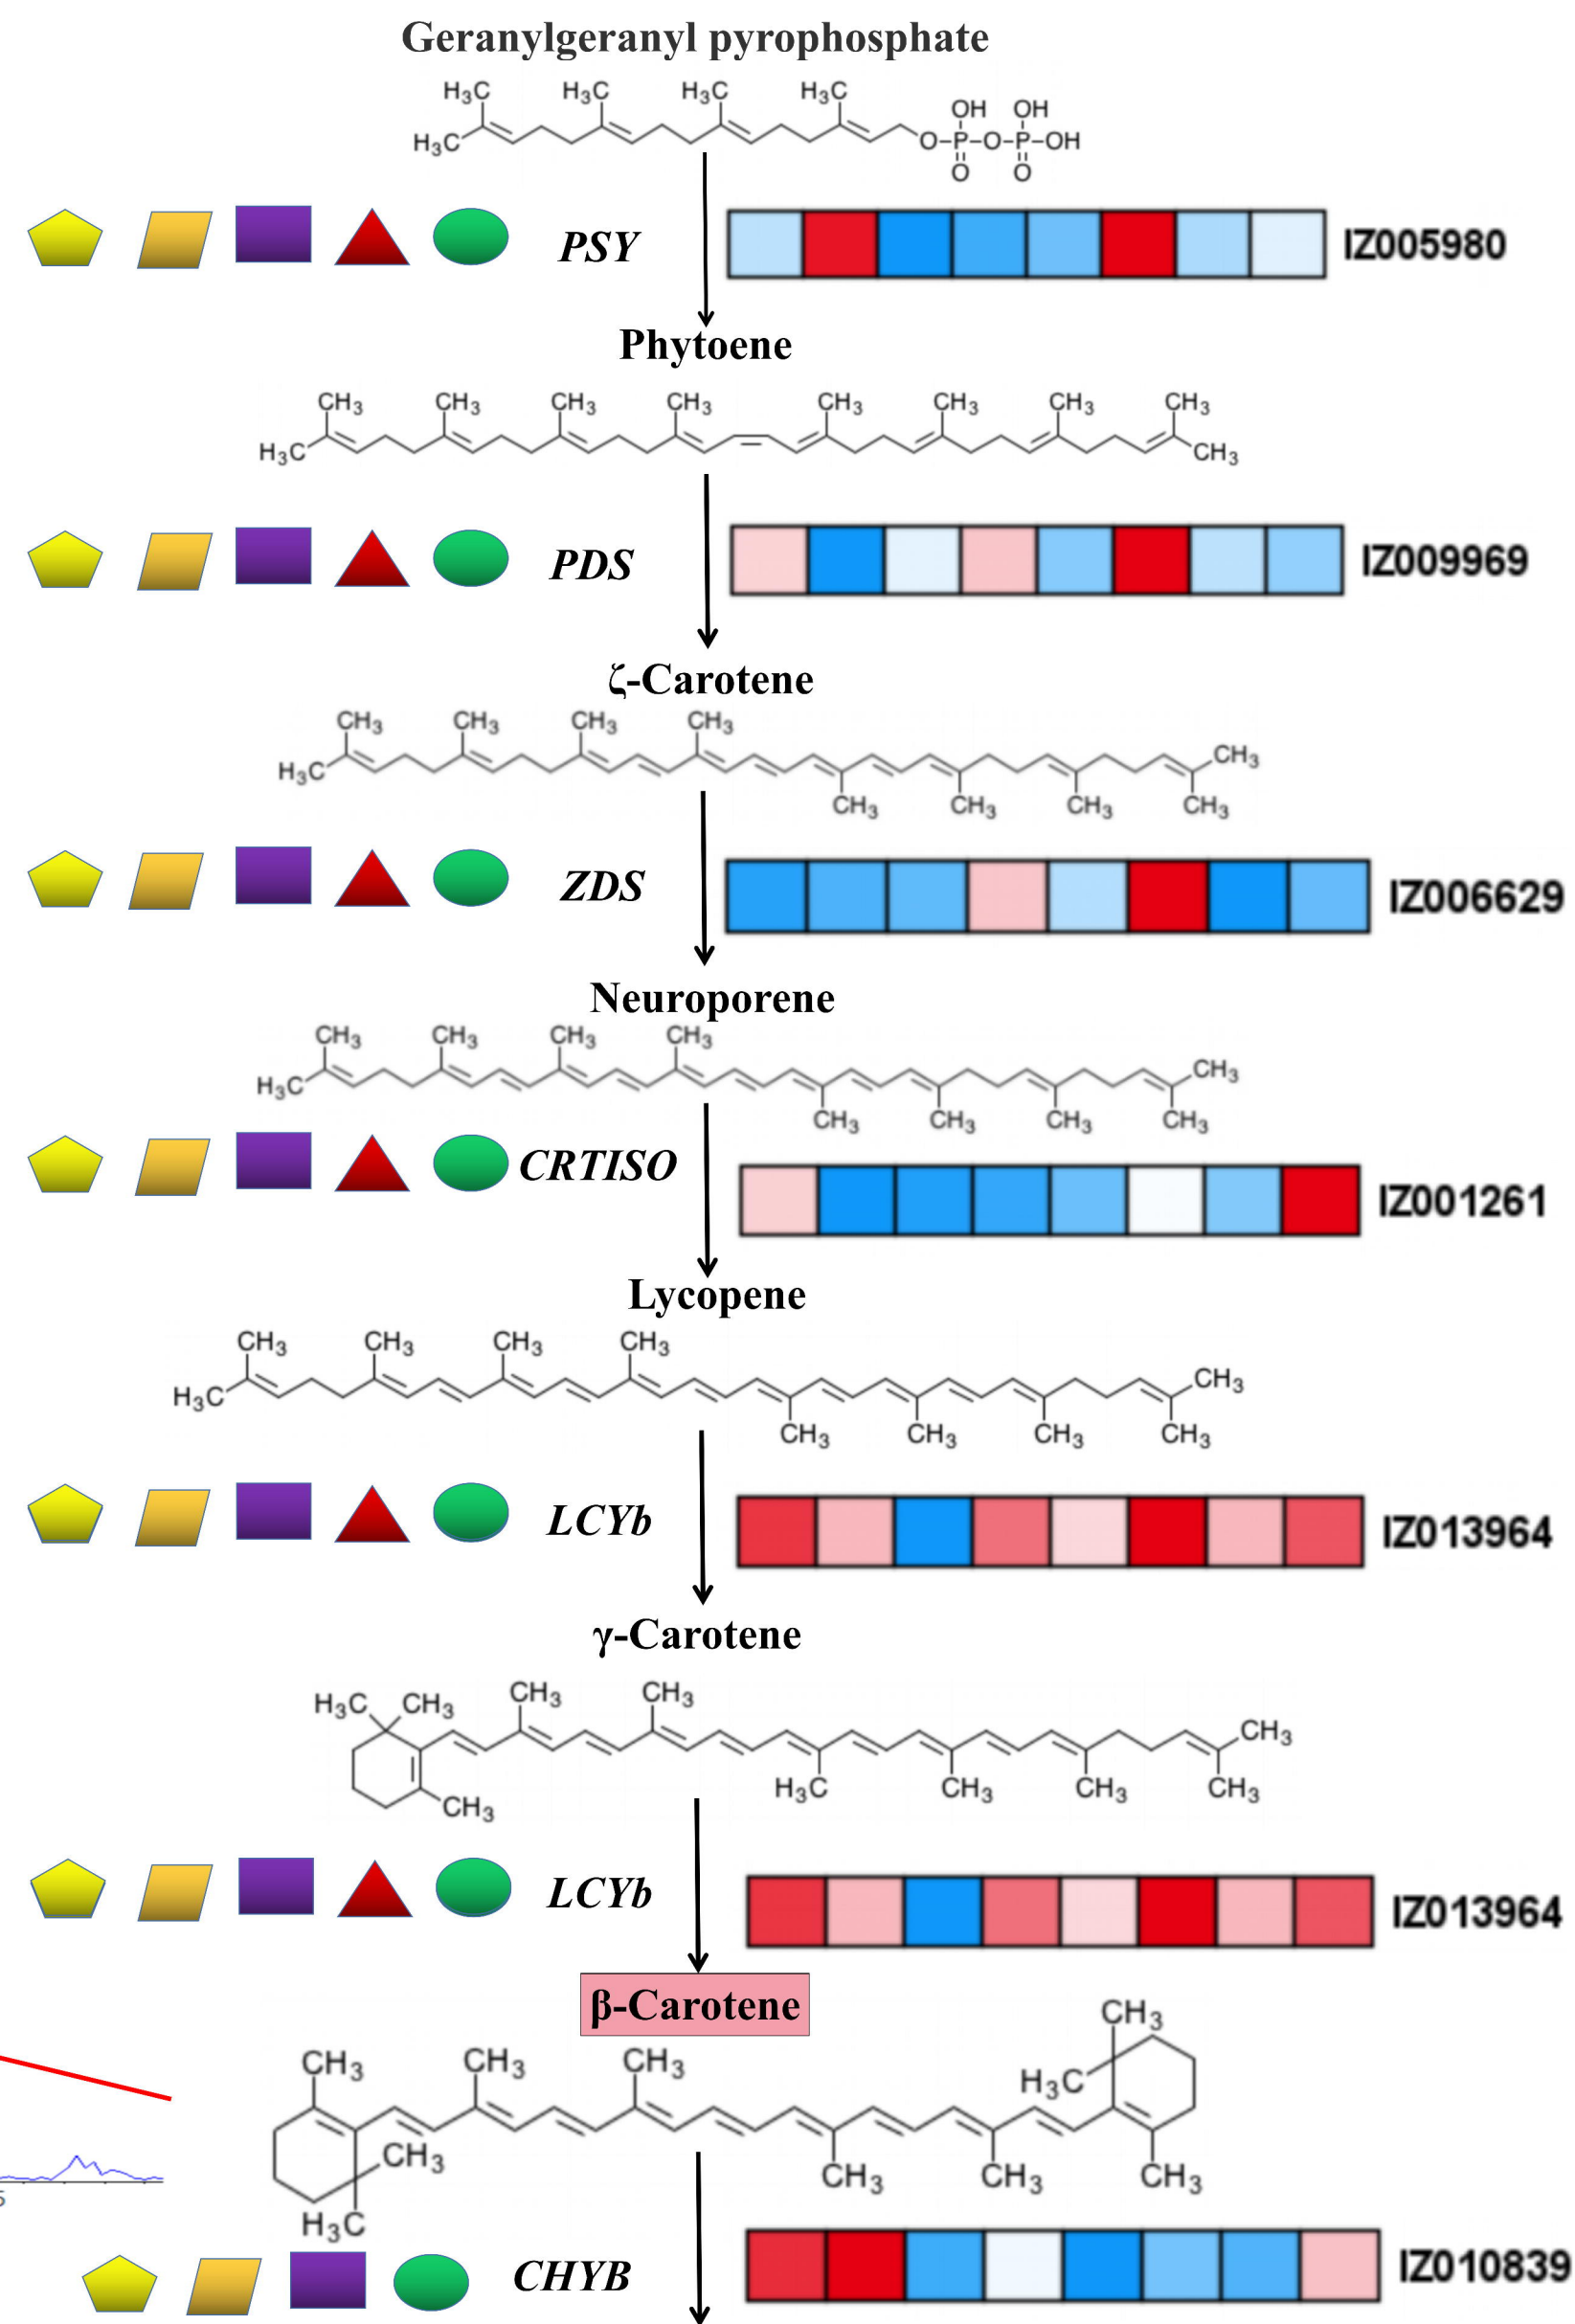 Geranylgeranyl pyrophosphate
H3C H3C H3C H3C
OH OH
H3C O-P-O-P-OH
O O
PSY IZ005980
Phytoene
CH3 CH3 CH3 CH3 CH3 CH3 CH3 CH3
H3C CH3
PDS IZ009969
ζ-Carotene
CH3 CH3 CH3 CH3
H3C CH3
CH3 CH3 CH3 CH3
ZDS IZ006629
Neuroporene
CH3 CH3 CH3 CH3
H3C CH3
CH3 CH3 CH3 CH3
CRTISO IZ001261
Lycopene
CH3 CH3 CH3 CH3
H3C CH3
CH3 CH3 CH3 CH3
LCYb IZ013964
γ-Carotene
H3C CH3 CH3 CH3
CH3
H3C CH3 CH3 CH3
CH3
LCYb IZ013964
β-Carotene
CH3
CH3 CH3 CH3
H3C
CH3
CH3 CH3 CH3
H3C
CHYB IZ010839